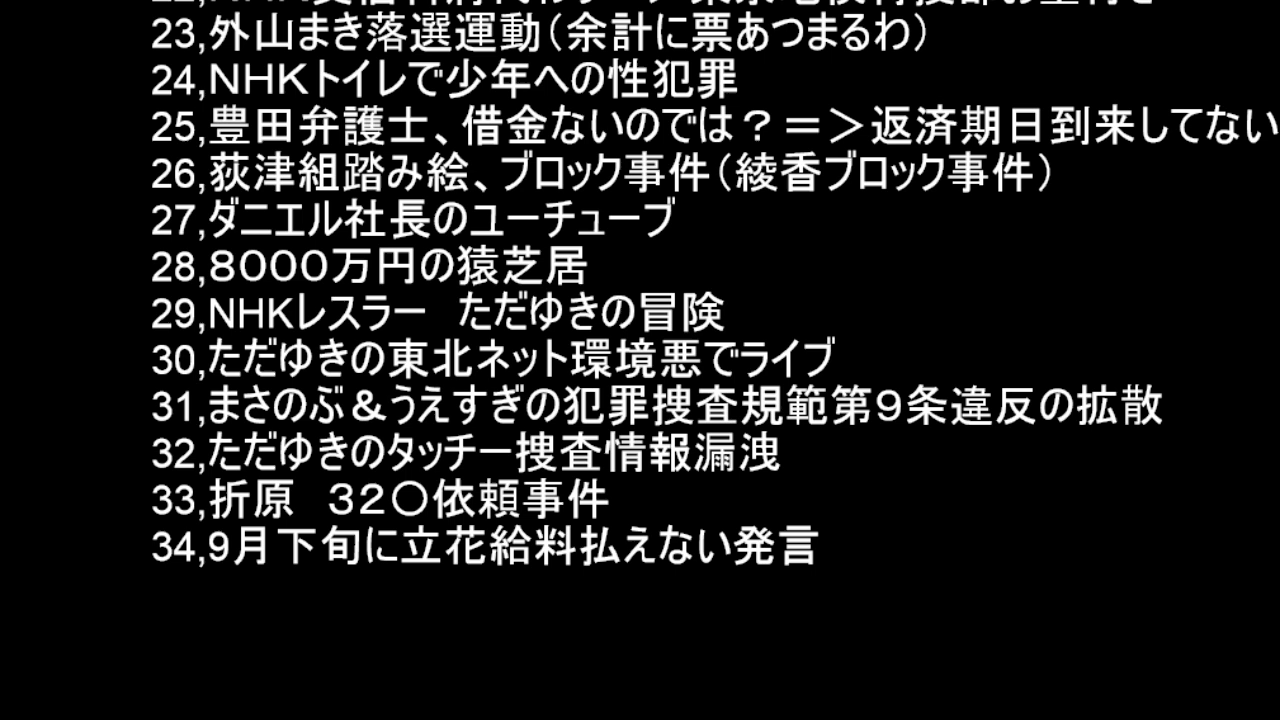 23,外山まき落選運動（余計に票あつまるわ）
24,ＮＨＫトイレで少年への性犯罪
25,豊田弁護士、借金ないのでは？＝＞返済期日到来してない
26,荻津組踏み絵、ブロック事件（綾香ブロック事件）
27,ダニエル社長のユーチューブ
28,８０００万円の猿芝居
29,NHKレスラー　ただゆきの冒険
30,ただゆきの東北ネット環境悪でライブ
31,まさのぶ＆うえすぎの犯罪捜査規範第９条違反の拡散
32,ただゆきのタッチー捜査情報漏洩
33,折原　３２〇依頼事件
34,9月下旬に立花給料払えない発言